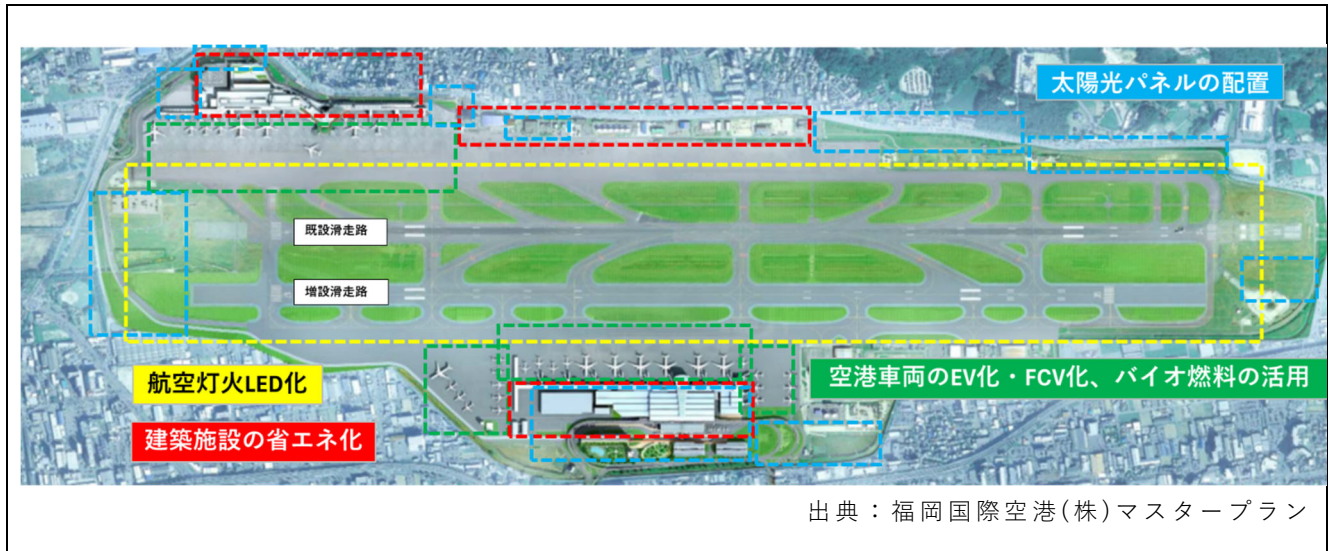 太陽光パネルの配置
既設滑走路
増設滑走路
航空灯火LED化
空港車両のEV化・FCV化、バイオ燃料の活用
建築施設の省エネ化
出典：福岡国際空港(株)マスタープラン